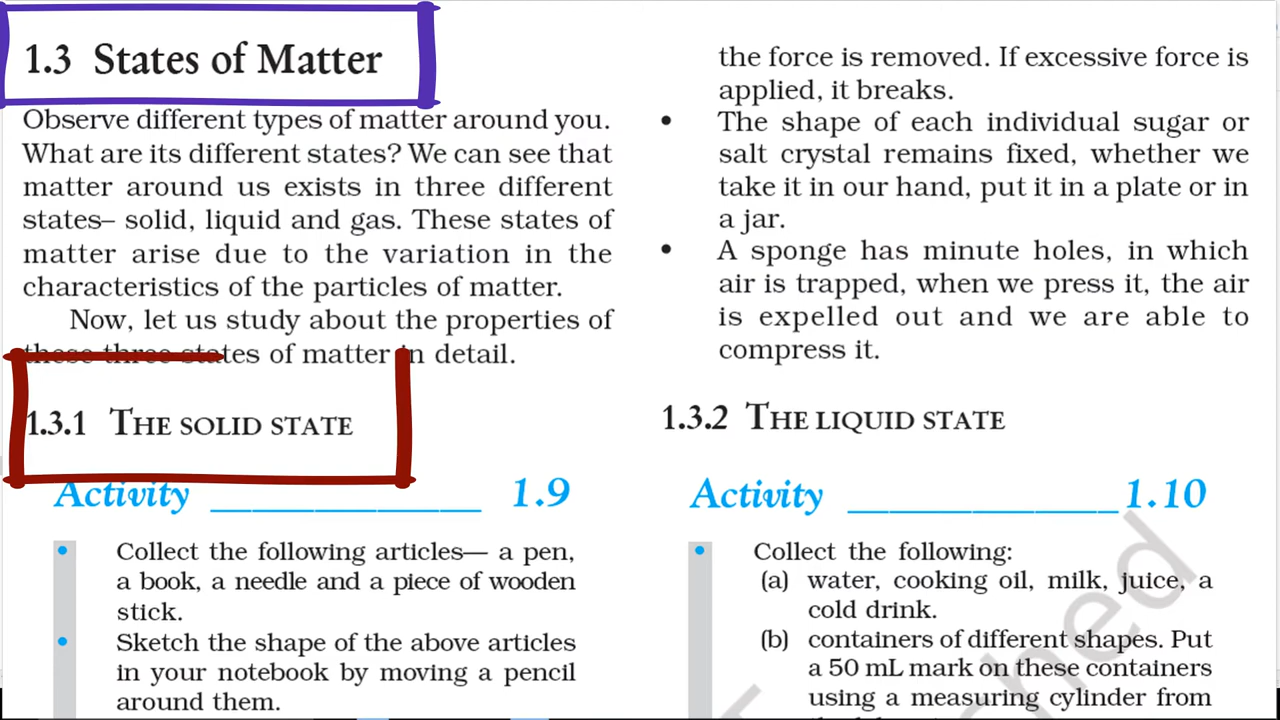 1.3 States of Matter
Observe different types of matter around you.
What are its different states? We can see that
matter around us exists in three different
states– solid, liquid and gas. These states of
matter arise due to the variation in the
characteristics of the particles of matter.
Now, let us study about the properties of
these three states of matter in detail.
1.3.1 THE SOLID STATE
Activity _____________ 1.9
Collect the following articles— a pen,
a book, a needle and a piece of wooden
stick.
Sketch the shape of the above articles
in your notebook by moving a pencil
around them.
the force is removed. If excessive force is
applied, it breaks.
• The shape of each individual sugar or
salt crystal remains fixed, whether we
take it in our hand, put it in a plate or in
a jar.
• A sponge has minute holes, in which
air is trapped, when we press it, the air
is expelled out and we are able to
compress it.
1.3.2 THE LIQUID STATE
Activity _____________ 1.10
• Collect the following:
(a) water, cooking oil, milk, juice, a
cold drink.
(b) containers of different shapes. Put
a 50 mL mark on these containers
using a measuring cylinder from